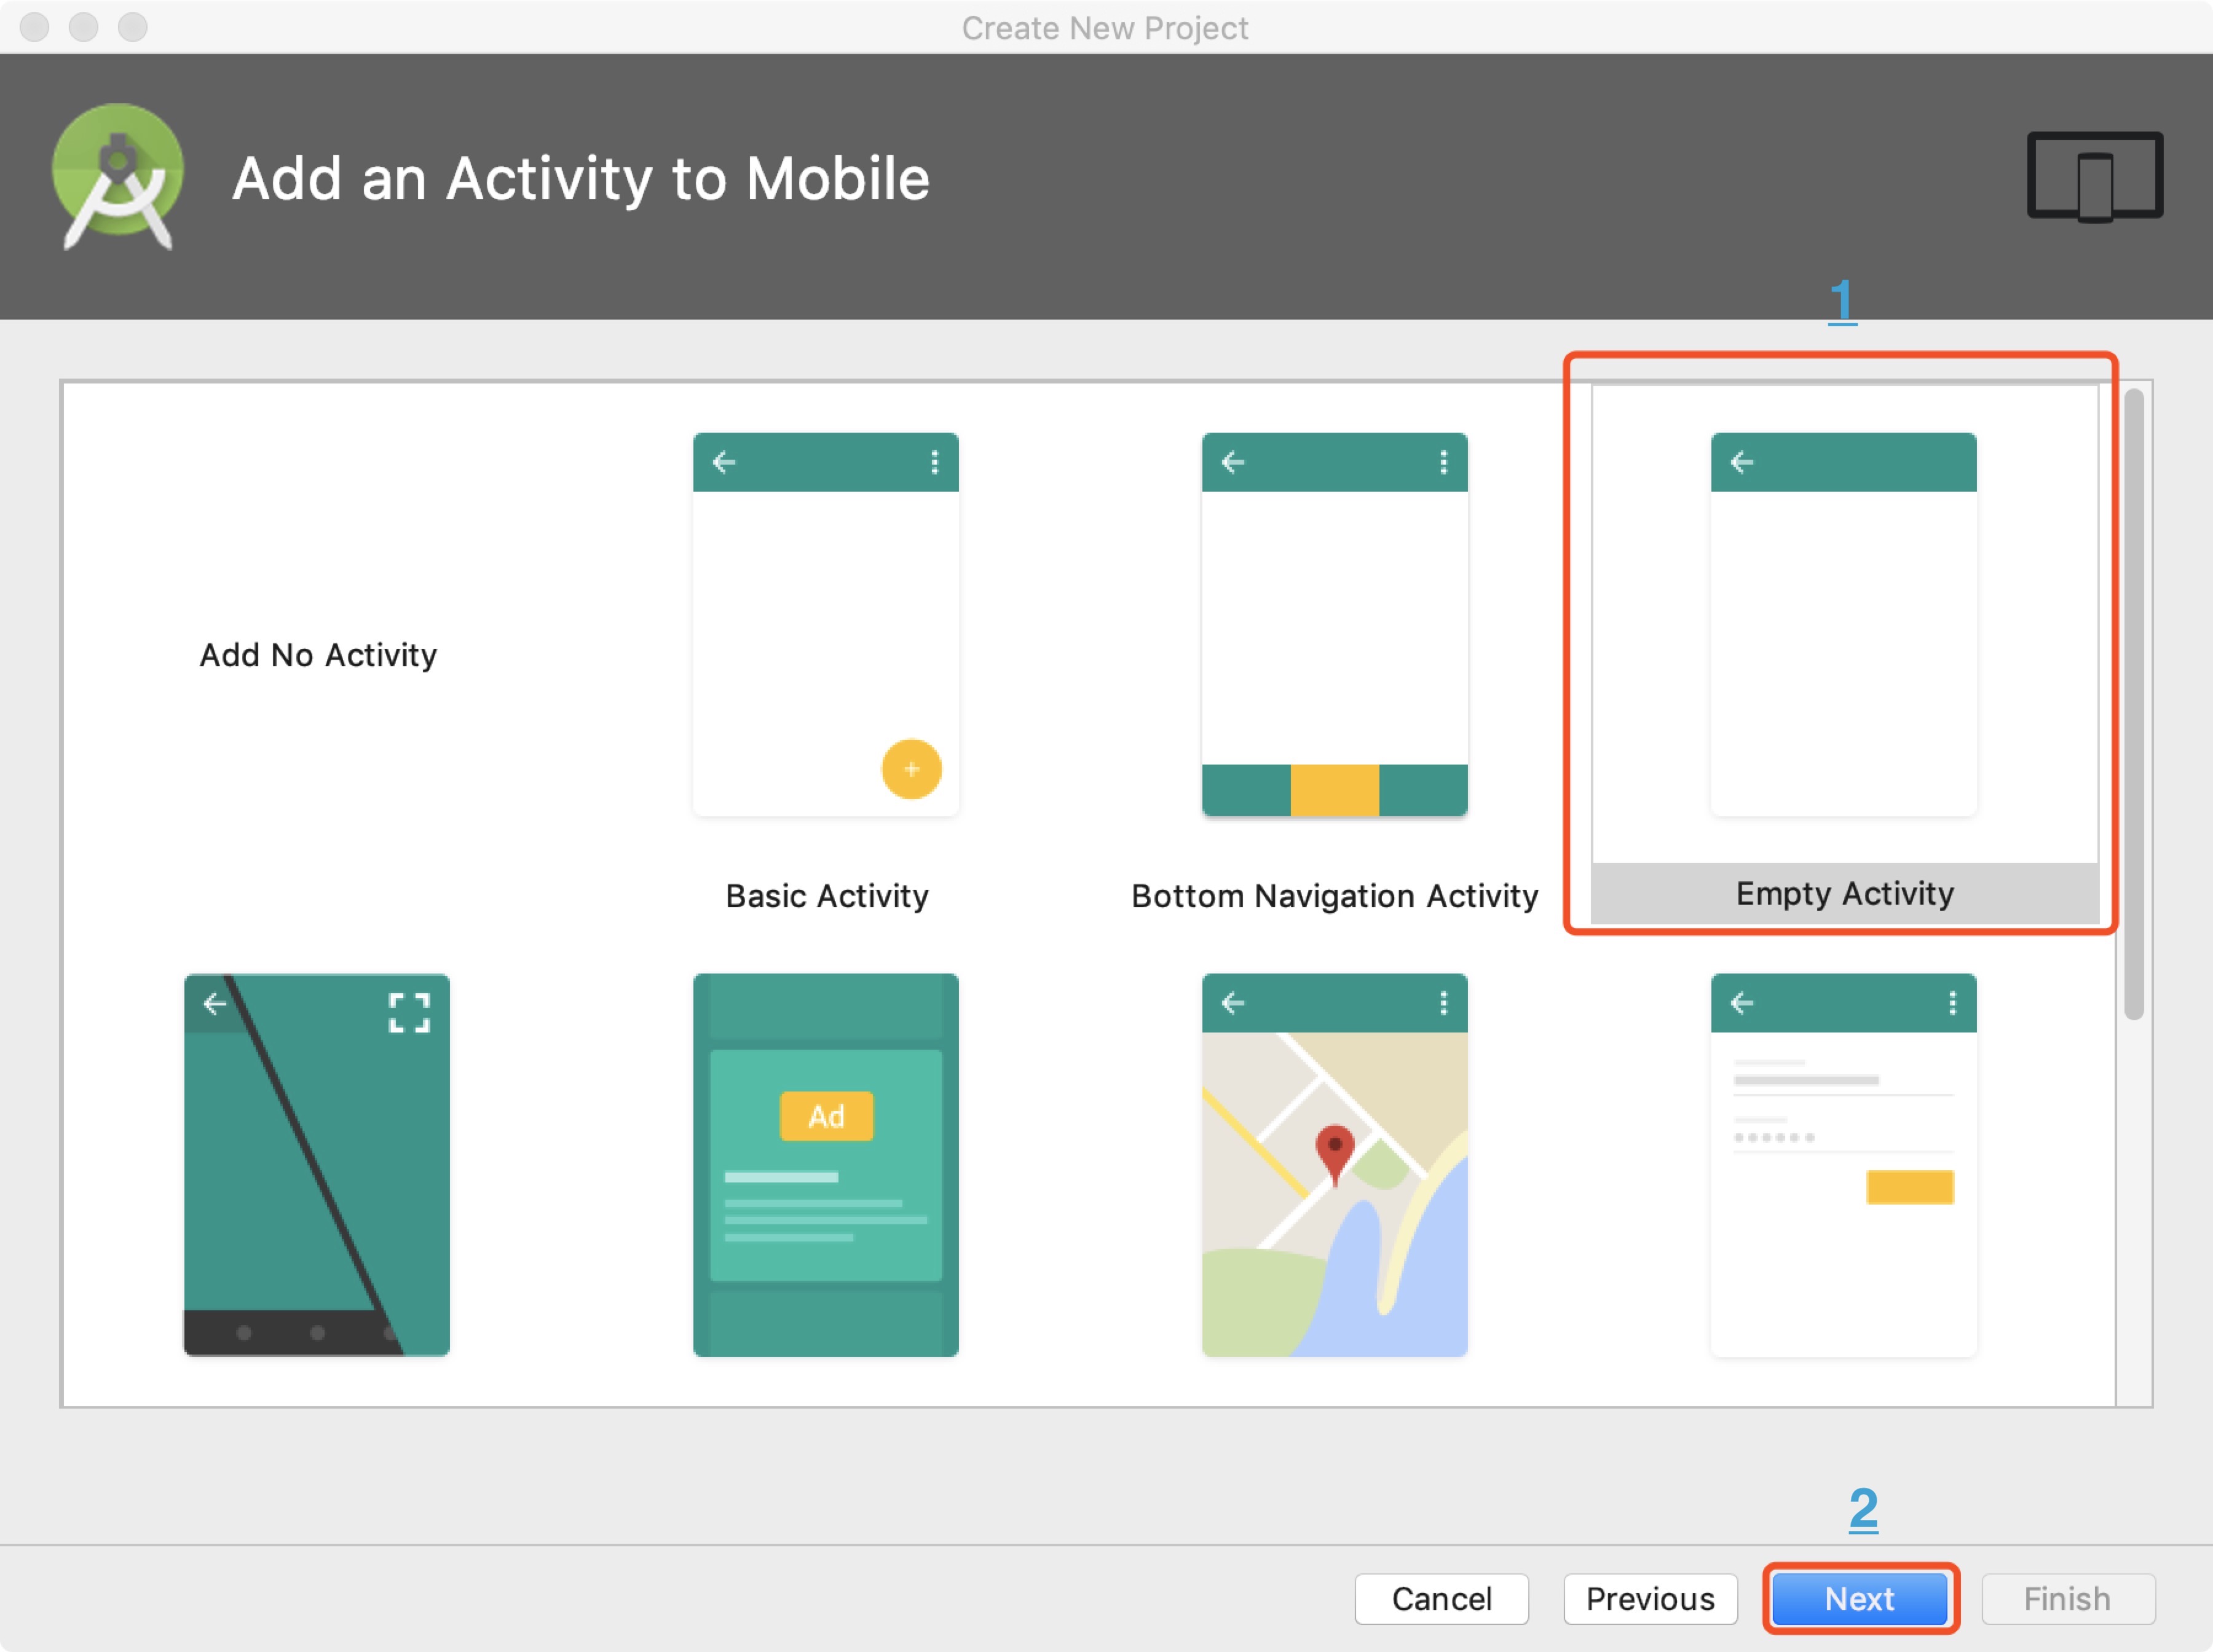 Create New Project
Add an Activity to Mobile
1
Add No Activity
Basic Activity
Bottom Navigation Activity
Empty Activity
Ad
2
Cancel
Previous
Next
Finish